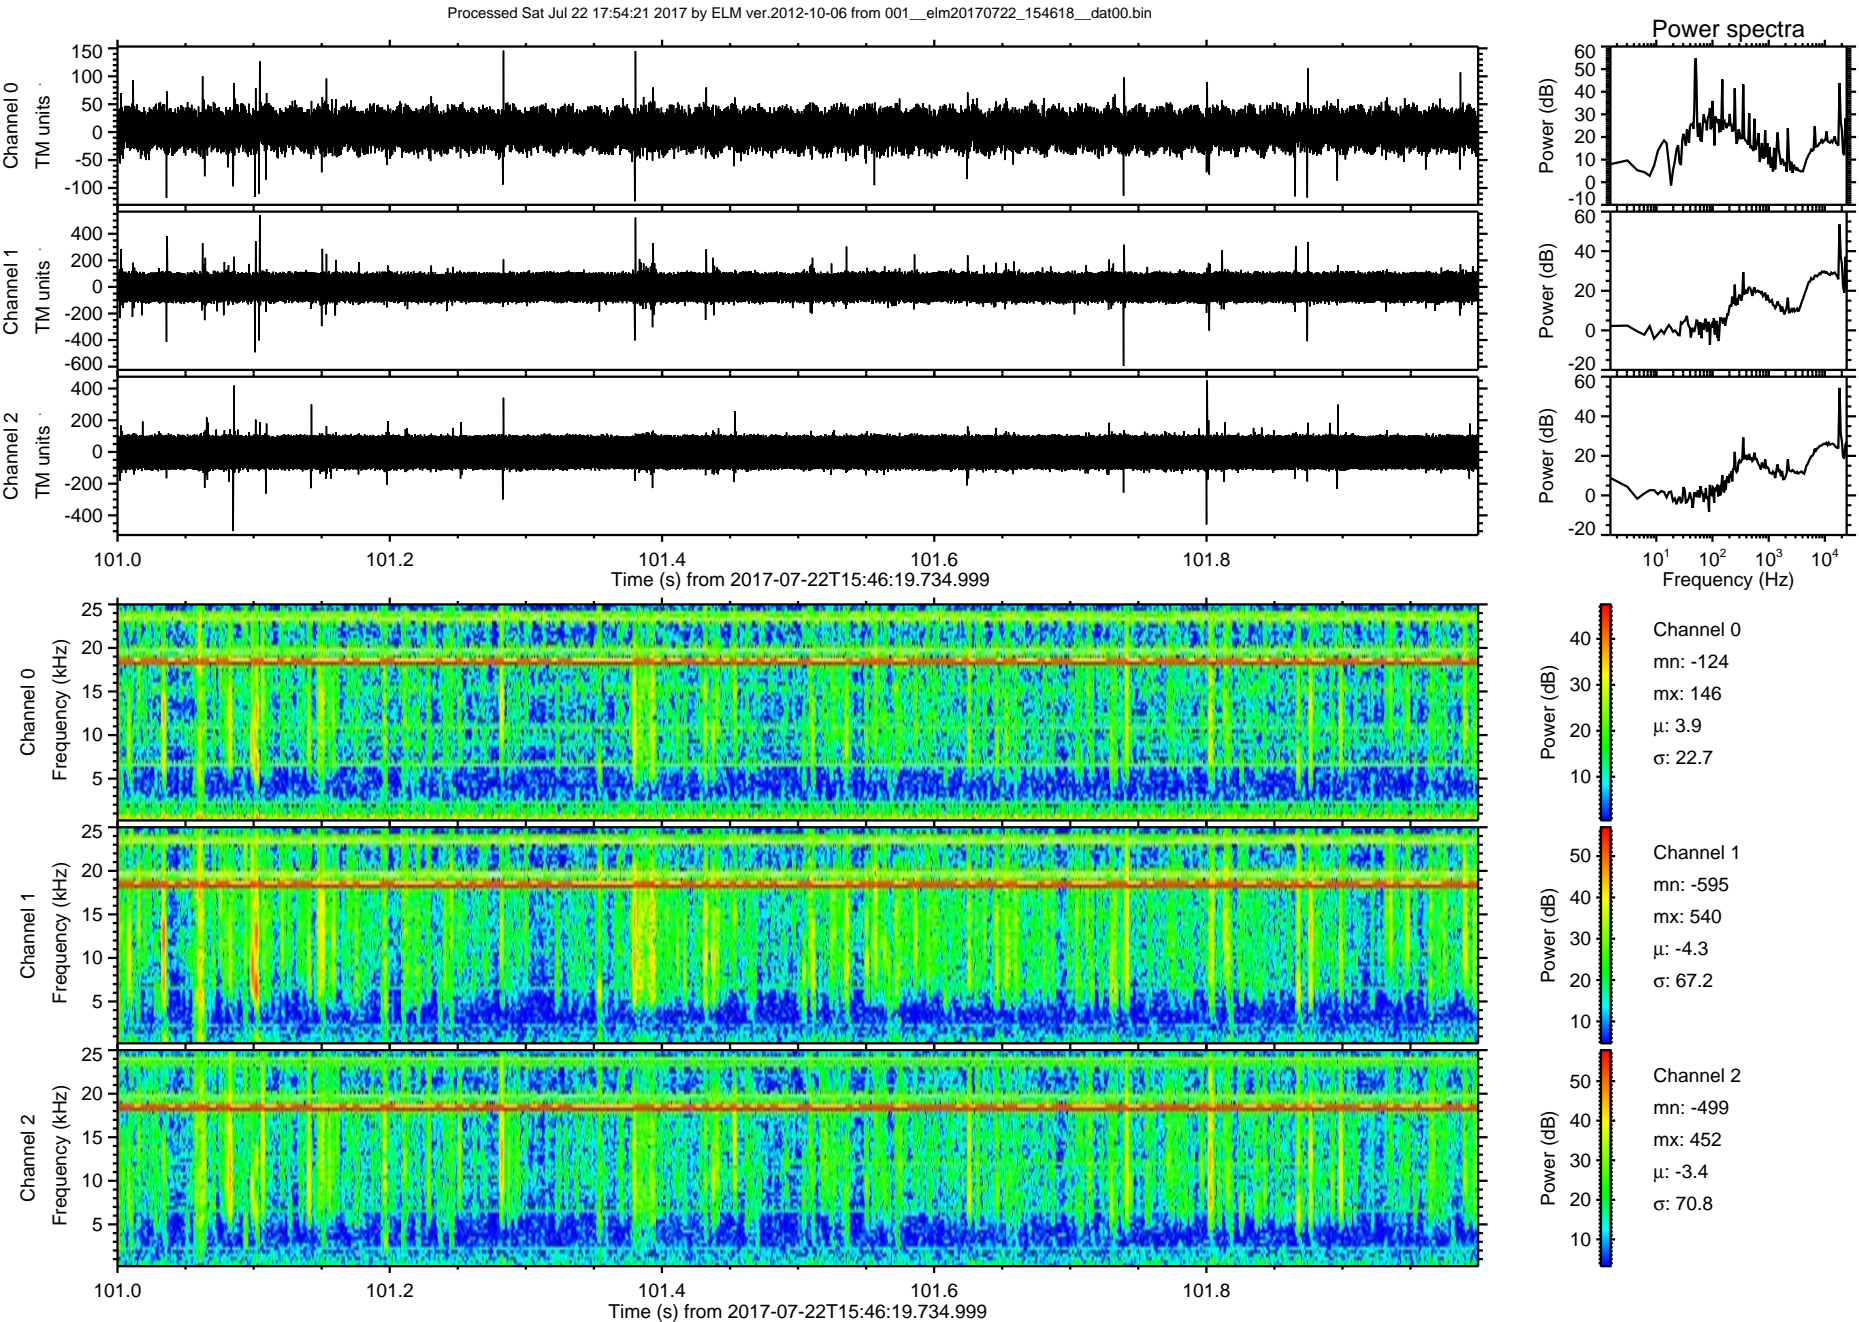 Processed Sat Jul 22 17:54:21 2017 by ELM ver.2012-10-06 from 001__elm20170722_154618__dat00.bin
Power spectra
Channel 0
TM units
150
100
50
0
-50
-100
Power (dB)
60
50
40
30
20
10
0
-10
Channel 1
TM units
400
200
0
-200
-400
-600
Power (dB)
60
40
20
0
-20
Channel 2
TM units
400
200
0
-200
-400
Power (dB)
60
40
20
0
-20
101.0 101.2 101.4 101.6 101.8
Time (s) from 2017-07-22T15:46:19.734.999
10^1 10^2 10^3 10^4
Frequency (Hz)
Channel 0
Frequency (kHz)
25
20
15
10
5
Power (dB)
40
30
20
10
Channel 0
mn: -124
mx: 146
μ: 3.9
σ: 22.7
Channel 1
Frequency (kHz)
25
20
15
10
5
Power (dB)
50
40
30
20
10
Channel 1
mn: -595
mx: 540
μ: -4.3
σ: 67.2
Channel 2
Frequency (kHz)
25
20
15
10
5
Power (dB)
50
40
30
20
10
Channel 2
mn: -499
mx: 452
μ: -3.4
σ: 70.8
101.0 101.2 101.4 101.6 101.8
Time (s) from 2017-07-22T15:46:19.734.999